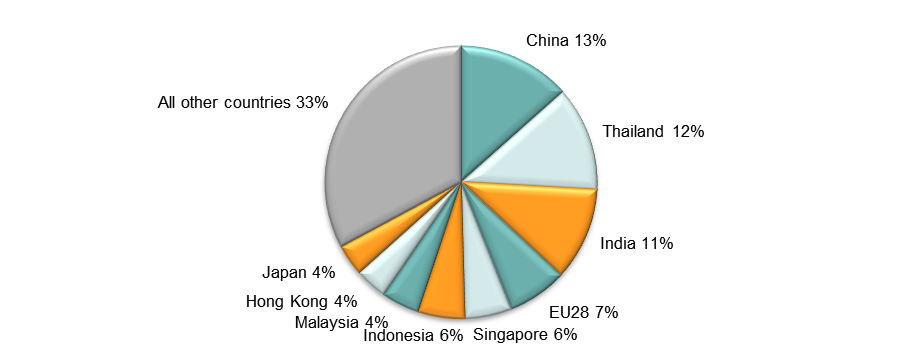 China 13%
Thailand 12%
India 11%
EU28 7%
Singapore 6%
Indonesia 6%
Malaysia 4%
Hong Kong 4%
Japan 4%
All other countries 33%